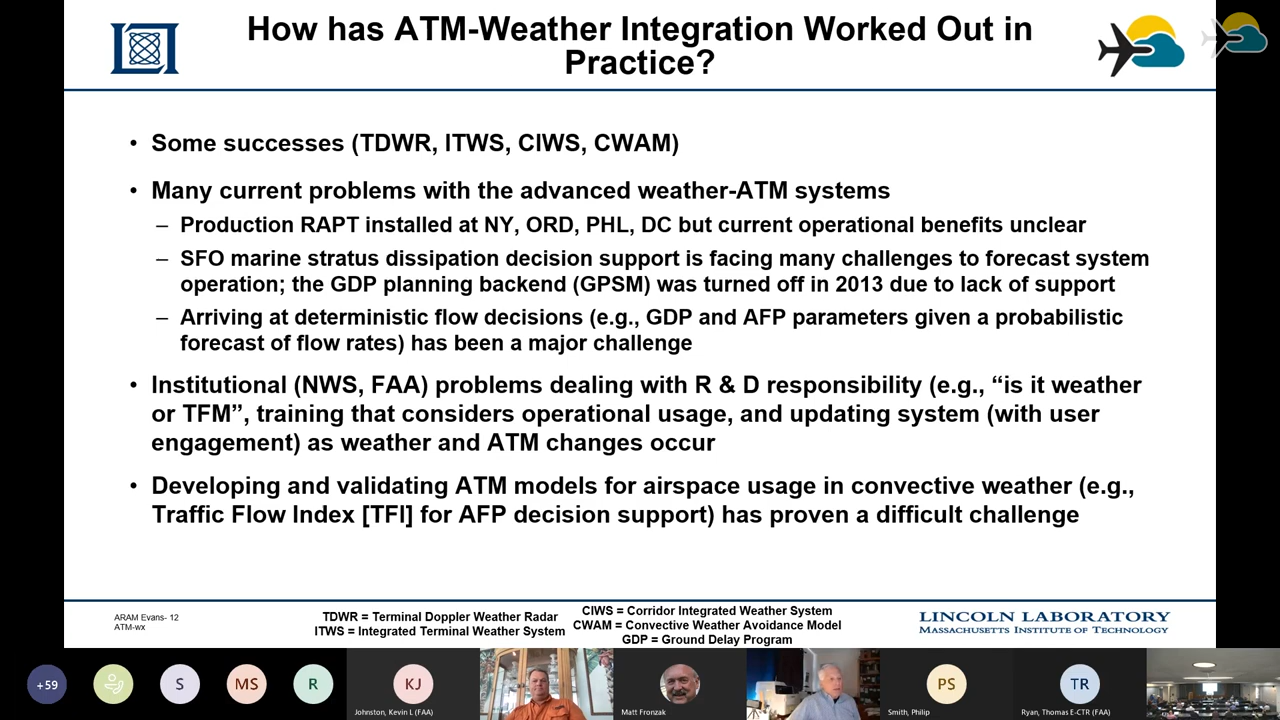 How has ATM-Weather Integration Worked Out in
Practice?
• Some successes (TDWR, ITWS, CIWS, CWAM)
• Many current problems with the advanced weather-ATM systems
– Production RAPT installed at NY, ORD, PHL, DC but current operational benefits unclear
– SFO marine stratus dissipation decision support is facing many challenges to forecast system
operation; the GDP planning backend (GPSM) was turned off in 2013 due to lack of support
– Arriving at deterministic flow decisions (e.g., GDP and AFP parameters given a probabilistic
forecast of flow rates) has been a major challenge
• Institutional (NWS, FAA) problems dealing with R & D responsibility (e.g., “is it weather
or TFM”, training that considers operational usage, and updating system (with user
engagement) as weather and ATM changes occur
• Developing and validating ATM models for airspace usage in convective weather (e.g.,
Traffic Flow Index [TFI] for AFP decision support) has proven a difficult challenge
ARAM Evans- 12
ATM-wx
TDWR = Terminal Doppler Weather Radar
ITWS = Integrated Terminal Weather System
CIWS = Corridor Integrated Weather System
CWAM = Convective Weather Avoidance Model
GDP = Ground Delay Program
LINCOLN LABORATORY
MASSACHUSETTS INSTITUTE OF TECHNOLOGY
+59
S
MS
R
KJ
Johnston, Kevin L (FAA)
Matt Fronzak
PS
Smith, Philip
TR
Ryan, Thomas E-CTR (FAA)